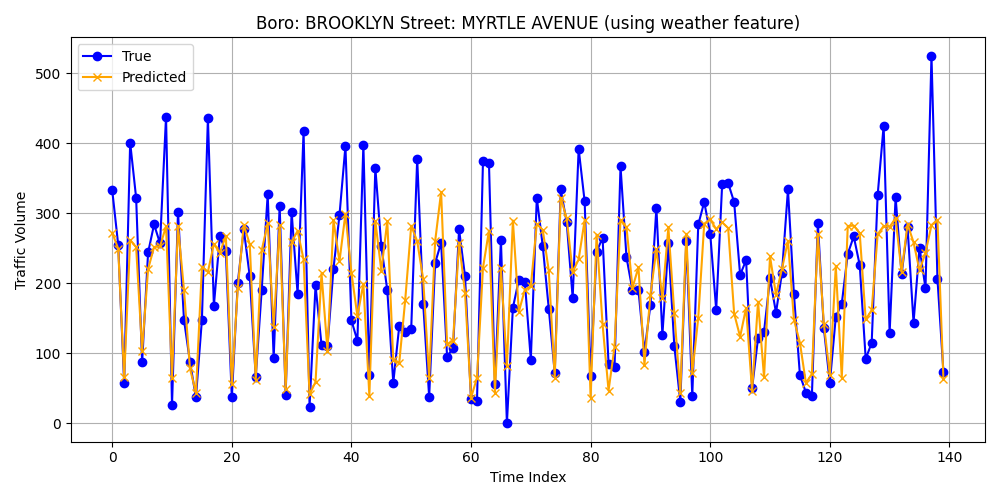 Boro: BROOKLYN Street: MYRTLE AVENUE (using weather feature)
True
Predicted
Traffic Volume
500
400
300
200
100
0
0 20 40 60 80 100 120 140
Time Index